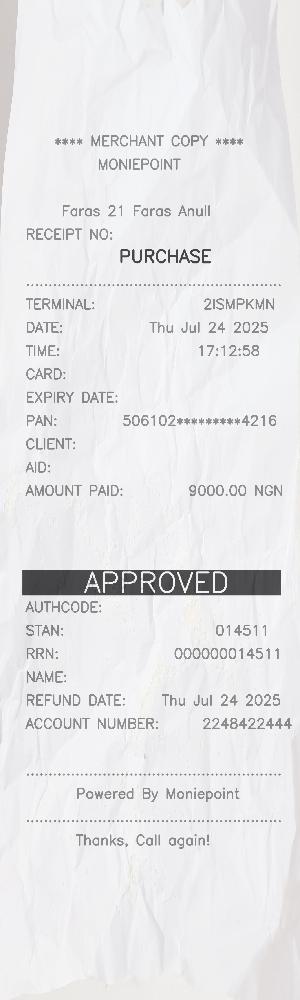 **** MERCHANT COPY ****
MONIEPOINT
Faras 21 Faras Anull
RECEIPT NO:
PURCHASE
TERMINAL: 2ISMPKMN
DATE: Thu Jul 24 2025
TIME: 17:12:58
CARD:
EXPIRY DATE:
PAN: 506102*********4216
CLIENT:
AID:
AMOUNT PAID: 9000.00 NGN
APPROVED
AUTHCODE:
STAN: 014511
RRN: 000000014511
NAME:
REFUND DATE: Thu Jul 24 2025
ACCOUNT NUMBER: 2248422444
Powered By Moniepoint
Thanks, Call again!